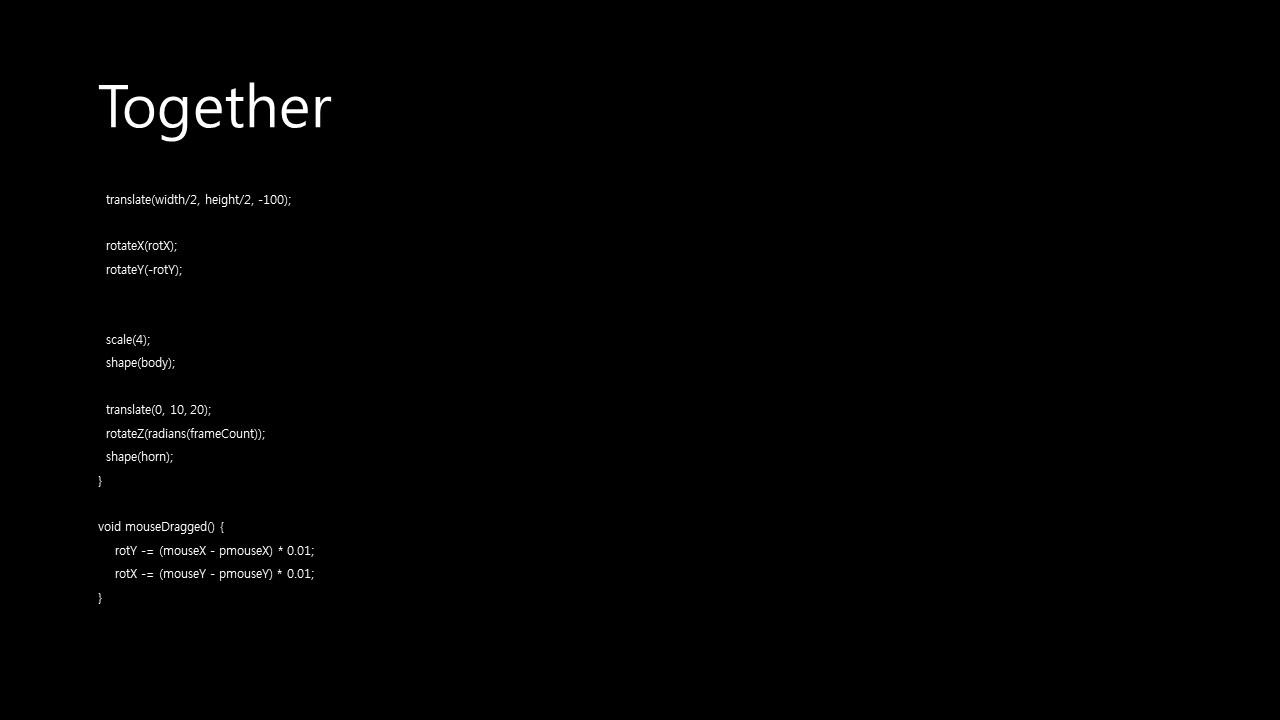 Together
translate(width/2, height/2, -100);
rotateX(rotX);
rotateY(-rotY);
scale(4);
shape(body);
translate(0, 10, 20);
rotateZ(radians(frameCount));
shape(horn);
}
void mouseDragged() {
rotY -= (mouseX - pmouseX) * 0.01;
rotX -= (mouseY - pmouseY) * 0.01;
}